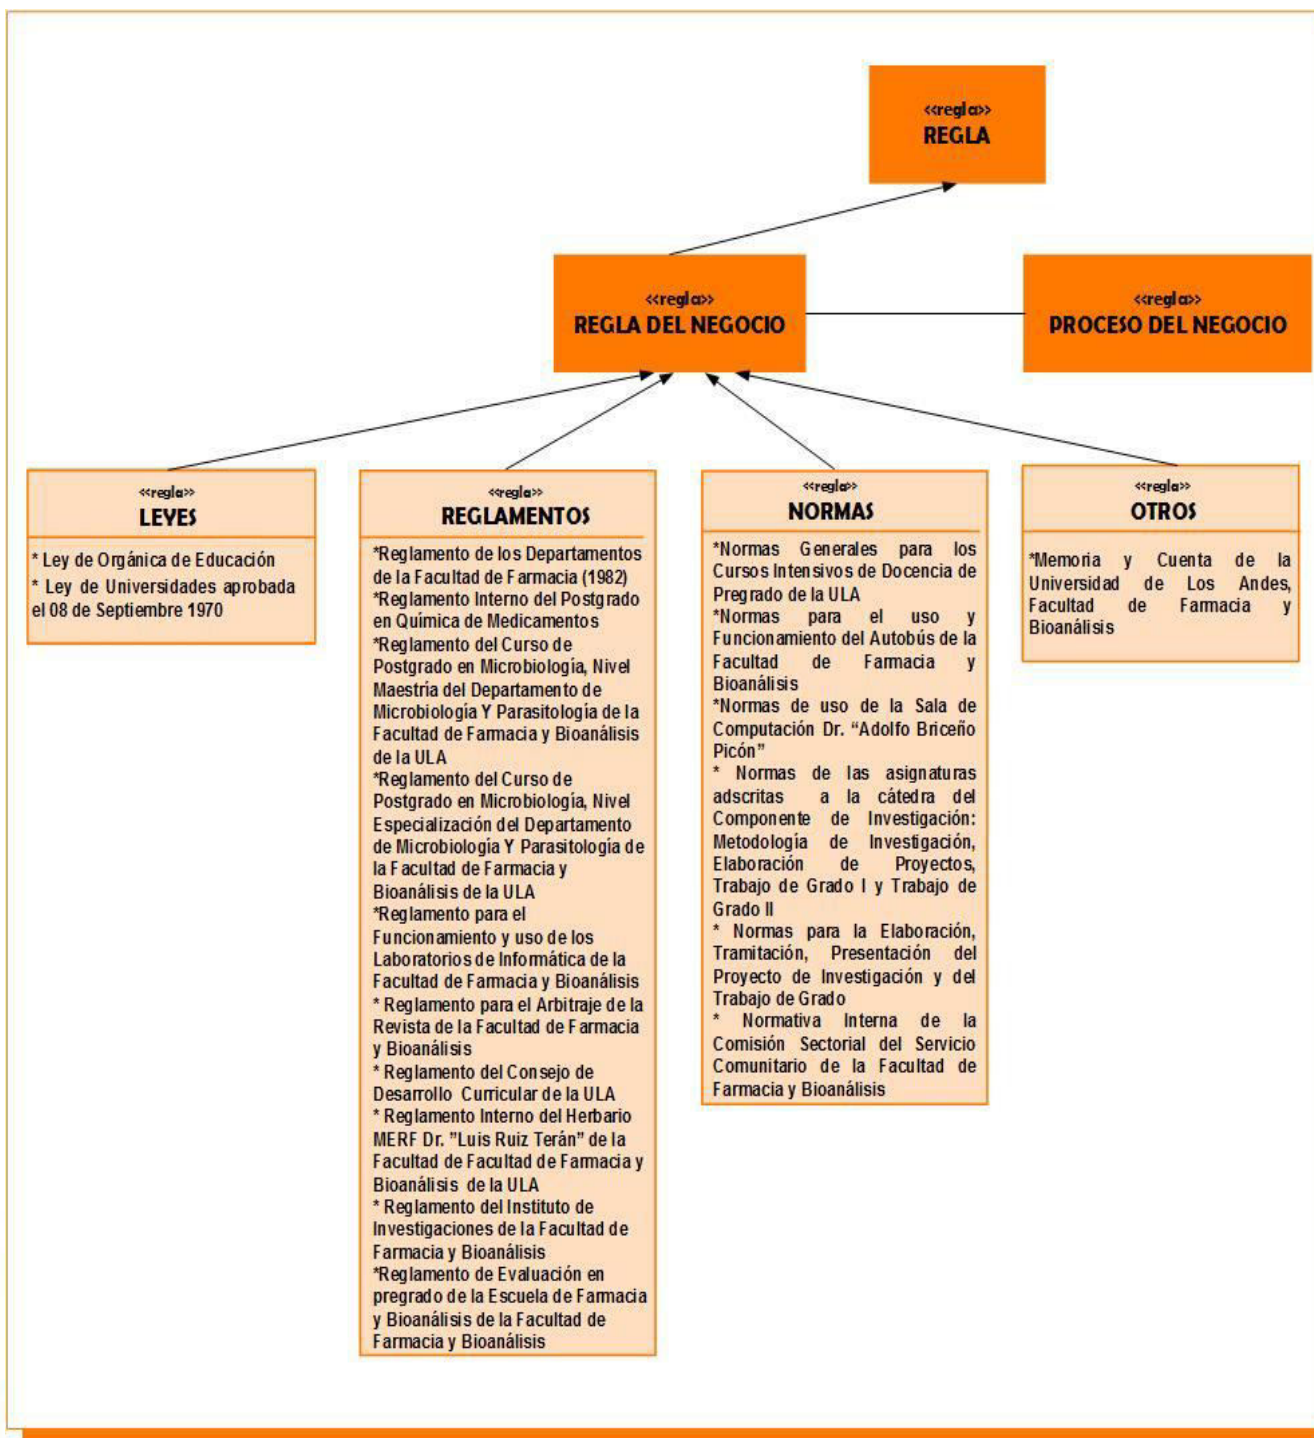 <<regla>>
REGLA
<<regla>>
REGLA DEL NEGOCIO
<<regla>>
PROCESO DEL NEGOCIO
<<regla>>
LEYES
* Ley de Orgánica de Educación
* Ley de Universidades aprobada
el 08 de Septiembre 1970
<<regla>>
REGLAMENTOS
*Reglamento de los Departamentos
de la Facultad de Farmacia (1982)
*Reglamento Interno del Postgrado
en Química de Medicamentos
*Reglamento del Curso de
Postgrado en Microbiología, Nivel
Maestría del Departamento de
Microbiología Y Parasitología de la
Facultad de Farmacia y Bioanálisis
de la ULA
*Reglamento del Curso de
Postgrado en Microbiología, Nivel
Especialización del Departamento
de Microbiología Y Parasitología de
la Facultad de Farmacia y
Bioanálisis de la ULA
*Reglamento para el
Funcionamiento y uso de los
Laboratorios de Informática de la
Facultad de Farmacia y Bioanálisis
* Reglamento para el Arbitraje de la
Revista de la Facultad de Farmacia
y Bioanálisis
* Reglamento del Consejo de
Desarrollo Curricular de la ULA
* Reglamento Interno del Herbario
MERF Dr. ”Luis Ruiz Terán” de la
Facultad de Facultad de Farmacia y
Bioanálisis de la ULA
* Reglamento del Instituto de
Investigaciones de la Facultad de
Farmacia y Bioanálisis
*Reglamento de Evaluación en
pregrado de la Escuela de Farmacia
y Bioanálisis de la Facultad de
Farmacia y Bioanálisis
<<regla>>
NORMAS
*Normas Generales para los
Cursos Intensivos de Docencia de
Pregrado de la ULA
*Normas para el uso y
Funcionamiento del Autobús de la
Facultad de Farmacia y
Bioanálisis
*Normas de uso de la Sala de
Computación Dr. “Adolfo Briceño
Picón”
* Normas de las asignaturas
adscritas a la cátedra del
Componente de Investigación:
Metodología de Investigación,
Elaboración de Proyectos,
Trabajo de Grado I y Trabajo de
Grado II
* Normas para la Elaboración,
Tramitación, Presentación del
Proyecto de Investigación y del
Trabajo de Grado
* Normativa Interna de la
Comisión Sectorial del Servicio
Comunitario de la Facultad de
Farmacia y Bioanálisis
<<regla>>
OTROS
*Memoria y Cuenta de la
Universidad de Los Andes,
Facultad de Farmacia y
Bioanálisis